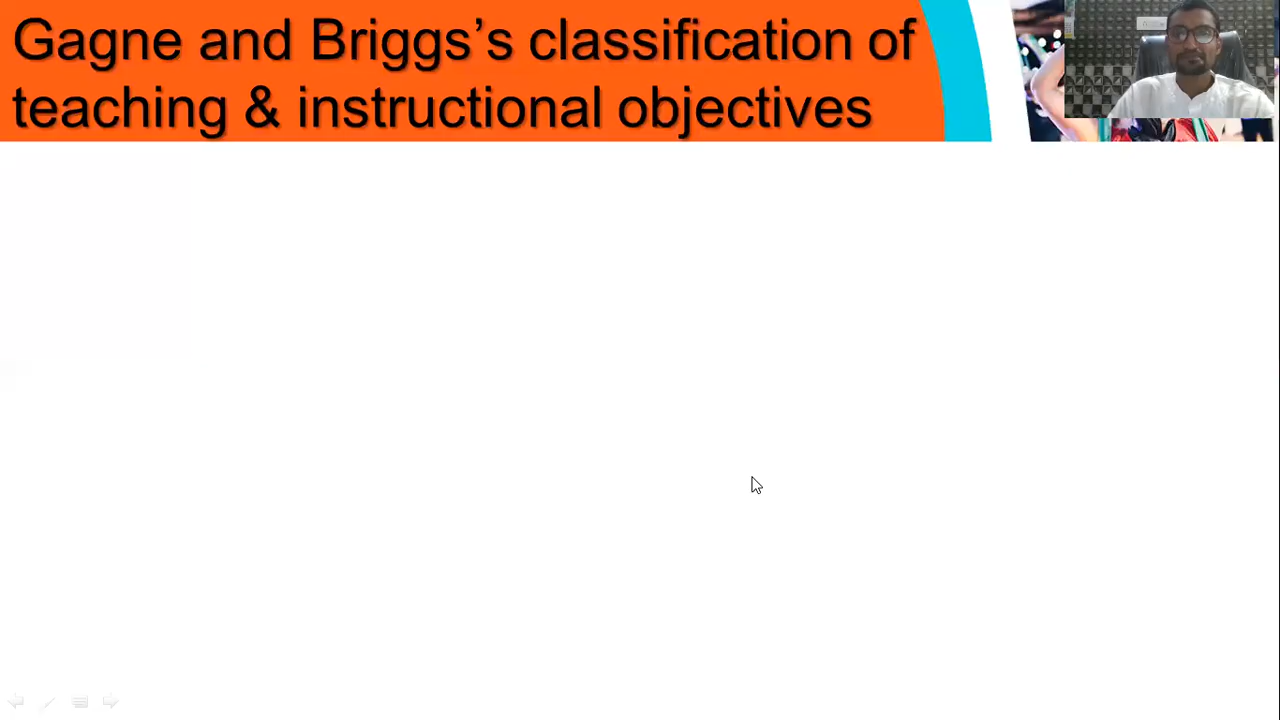 Gagne and Briggs’s classification of
teaching & instructional objectives